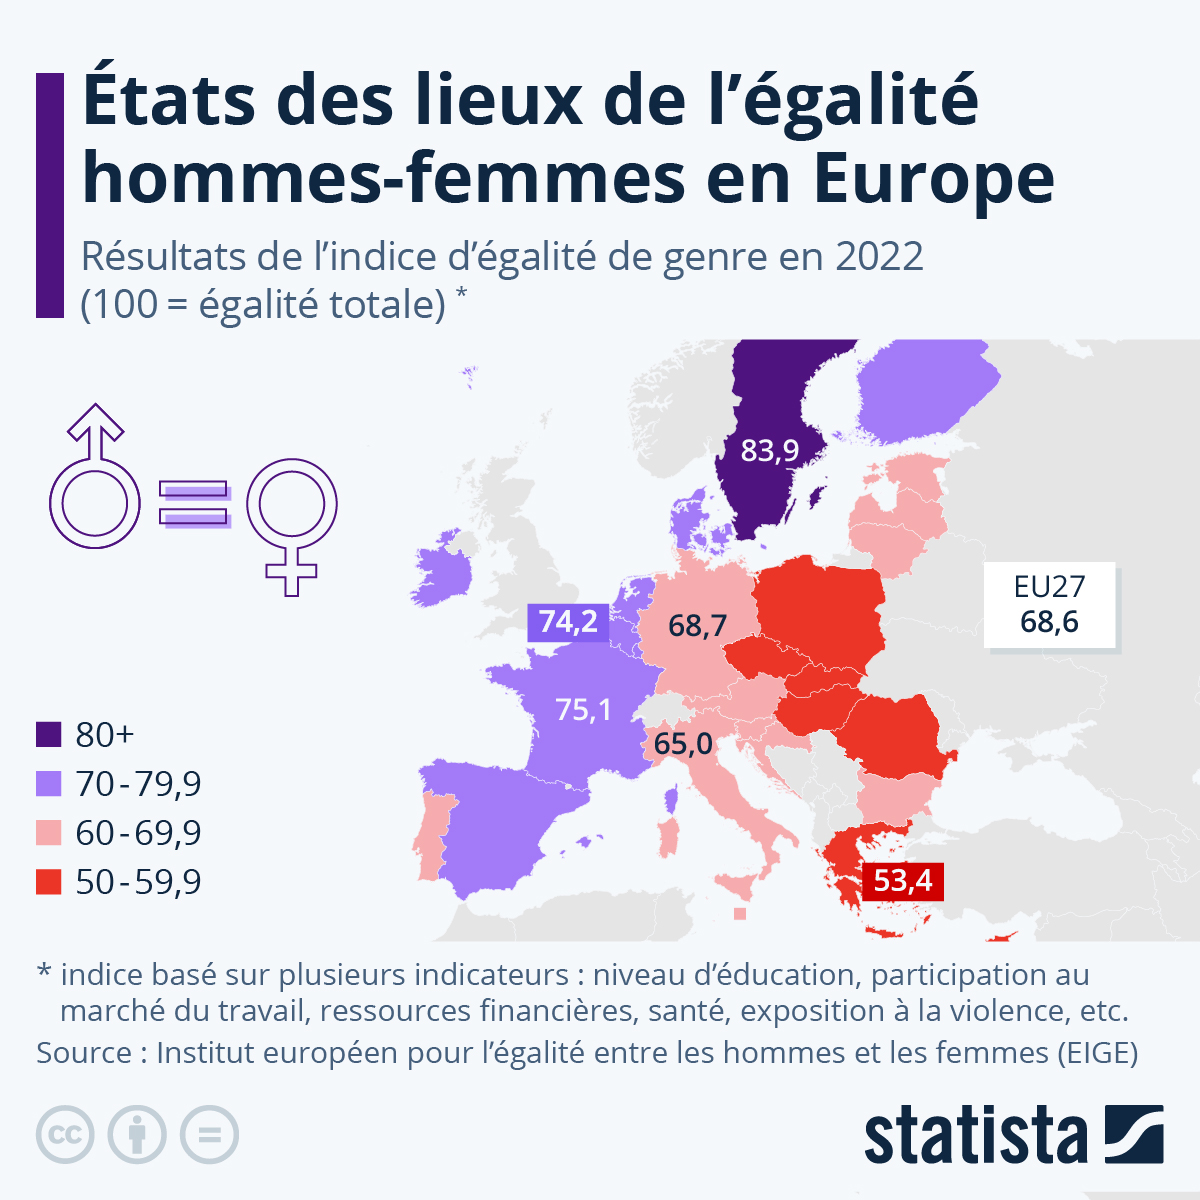 États des lieux de l’égalité
hommes-femmes en Europe
Résultats de l’indice d’égalité de genre en 2022
(100 = égalité totale) *
83,9
EU27
68,6
74,2
68,7
75,1
65,0
53,4
80+
70-79,9
60-69,9
50-59,9
* indice basé sur plusieurs indicateurs : niveau d’éducation, participation au
marché du travail, ressources financières, santé, exposition à la violence, etc.
Source : Institut européen pour l’égalité entre les hommes et les femmes (EIGE)
cc
statista